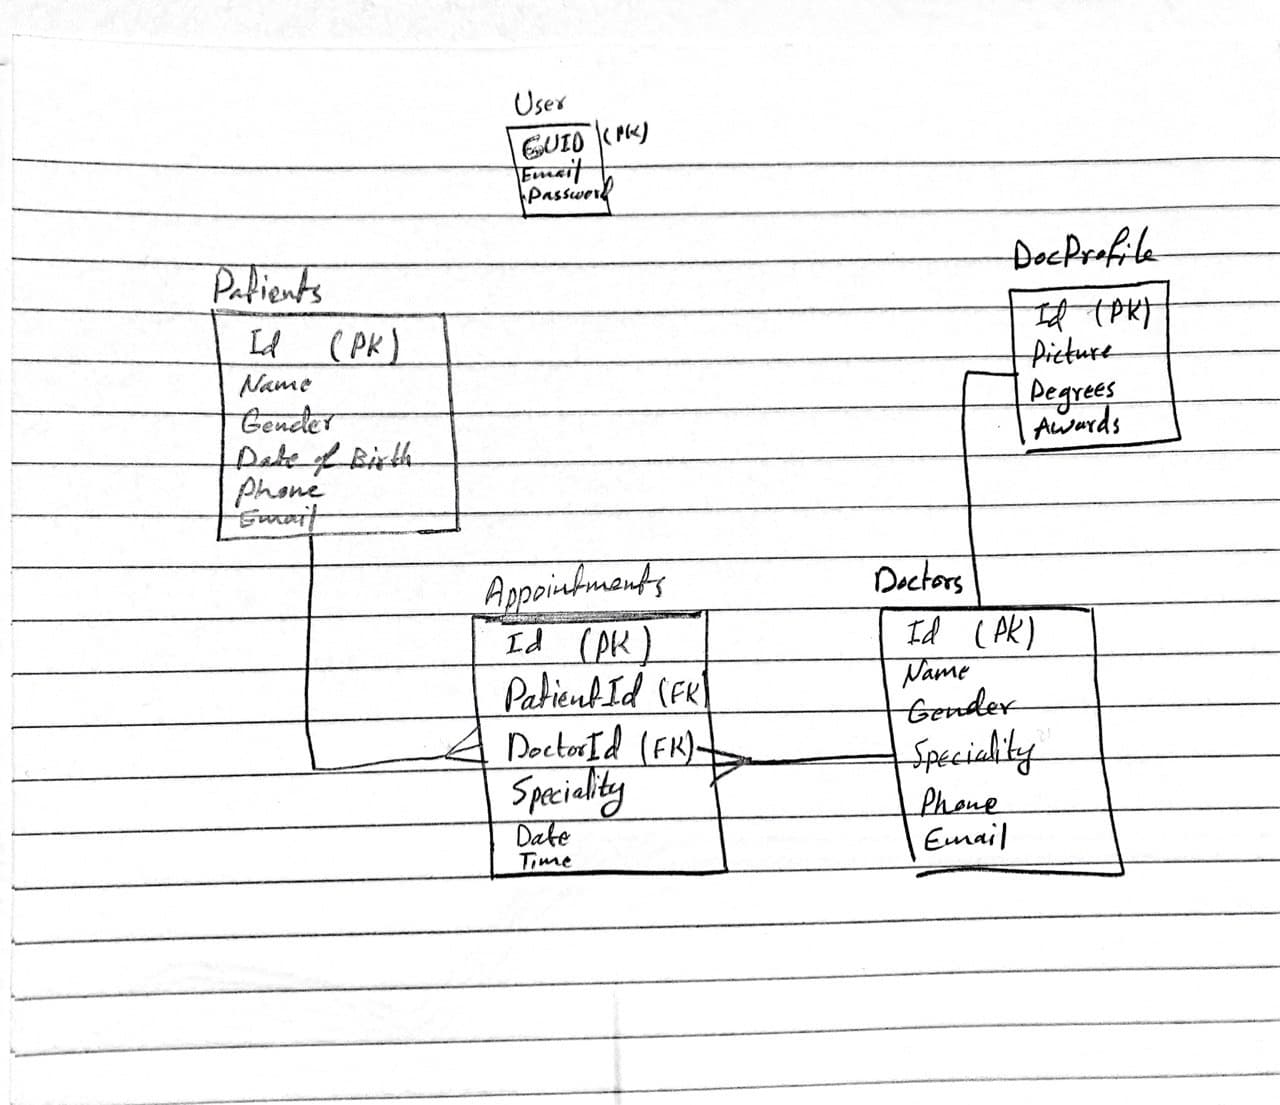 User
GUID (PK)
Email
Password
Patients
Id (PK)
Name
Gender
Date of Birth
Phone
Email
DocProfile
Id (PK)
Picture
Degrees
Awards
Appointments
Id (PK)
PatientId (FK)
DoctorId (FK)
Speciality
Date
Time
Doctors
Id (PK)
Name
Gender
Speciality
Phone
Email